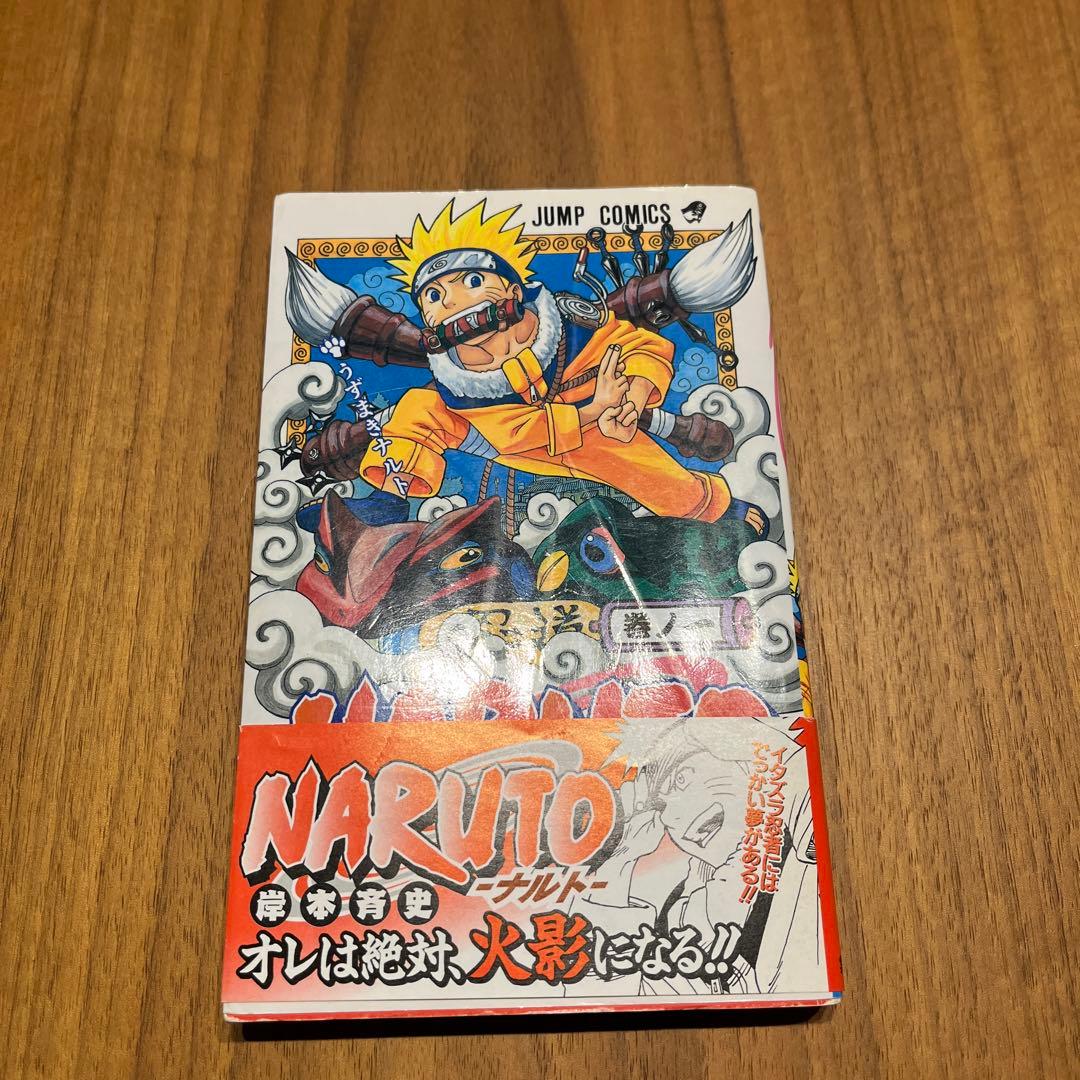 JUMP COMICS
うずまきナルト
巻ノ一
NARUTO
NARUTO
-ナルト-
岸本斉史
イタズラ忍者には
でっかい夢がある!!
オレは絶対、火影になる!!